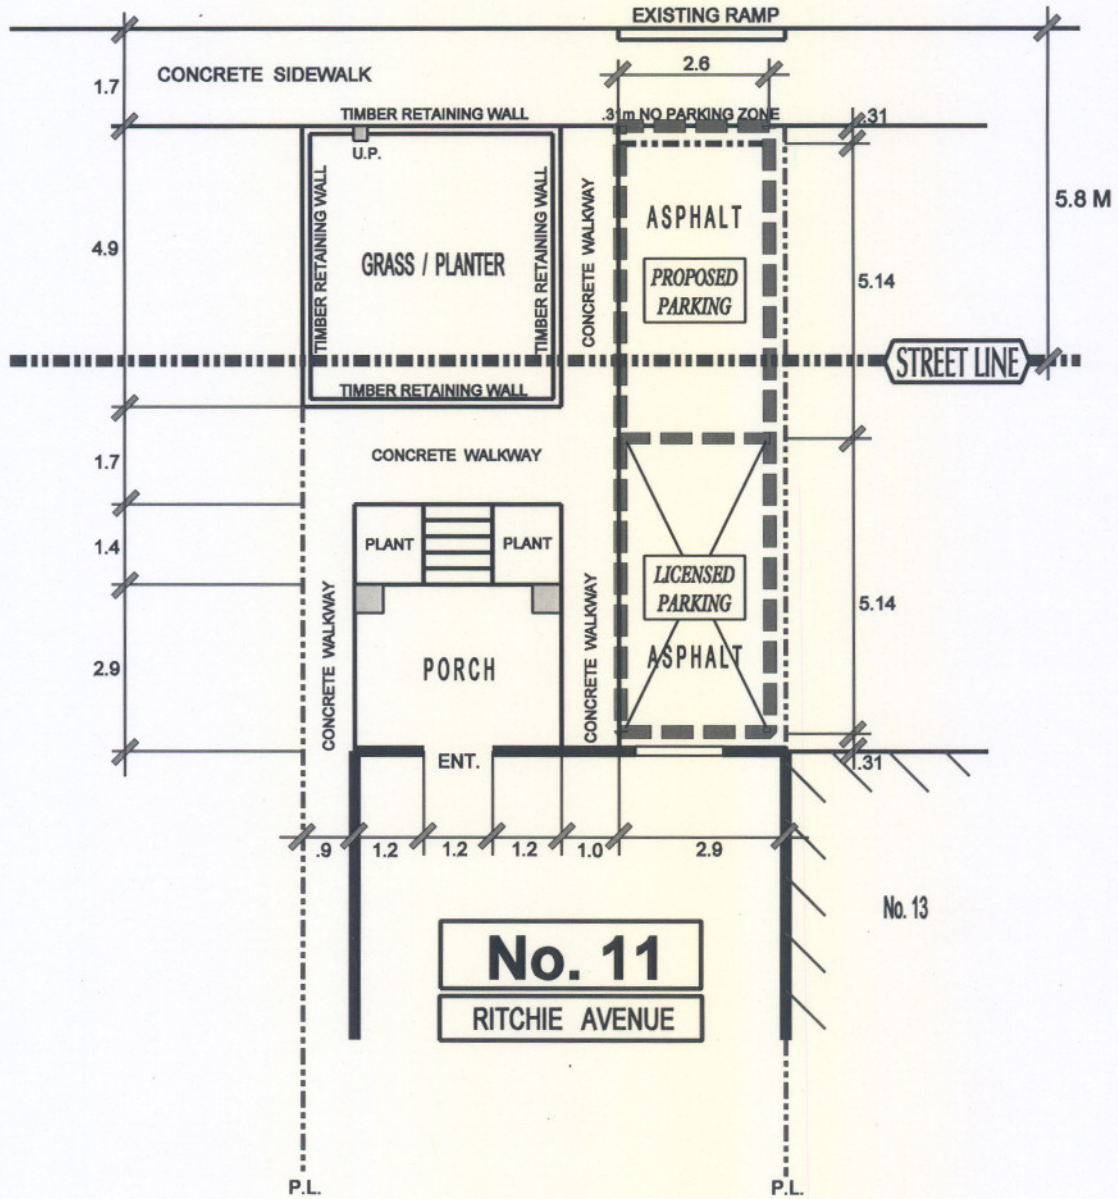 EXISTING RAMP
2.6
CONCRETE SIDEWALK
1.7
TIMBER RETAINING WALL
.31m NO PARKING ZONE
.31
U.P.
5.8 M
TIMBER RETAINING WALL
TIMBER RETAINING WALL
CONCRETE WALKWAY
ASPHALT
4.9
GRASS / PLANTER
PROPOSED
PARKING
5.14
STREET LINE
TIMBER RETAINING WALL
1.7
CONCRETE WALKWAY
1.4
PLANT
PLANT
LICENSED
PARKING
5.14
CONCRETE WALKWAY
CONCRETE WALKWAY
2.9
PORCH
ASPHALT
ENT.
.31
.9
1.2
1.2
1.2
1.0
2.9
No. 13
No. 11
RITCHIE AVENUE
P.L.
P.L.